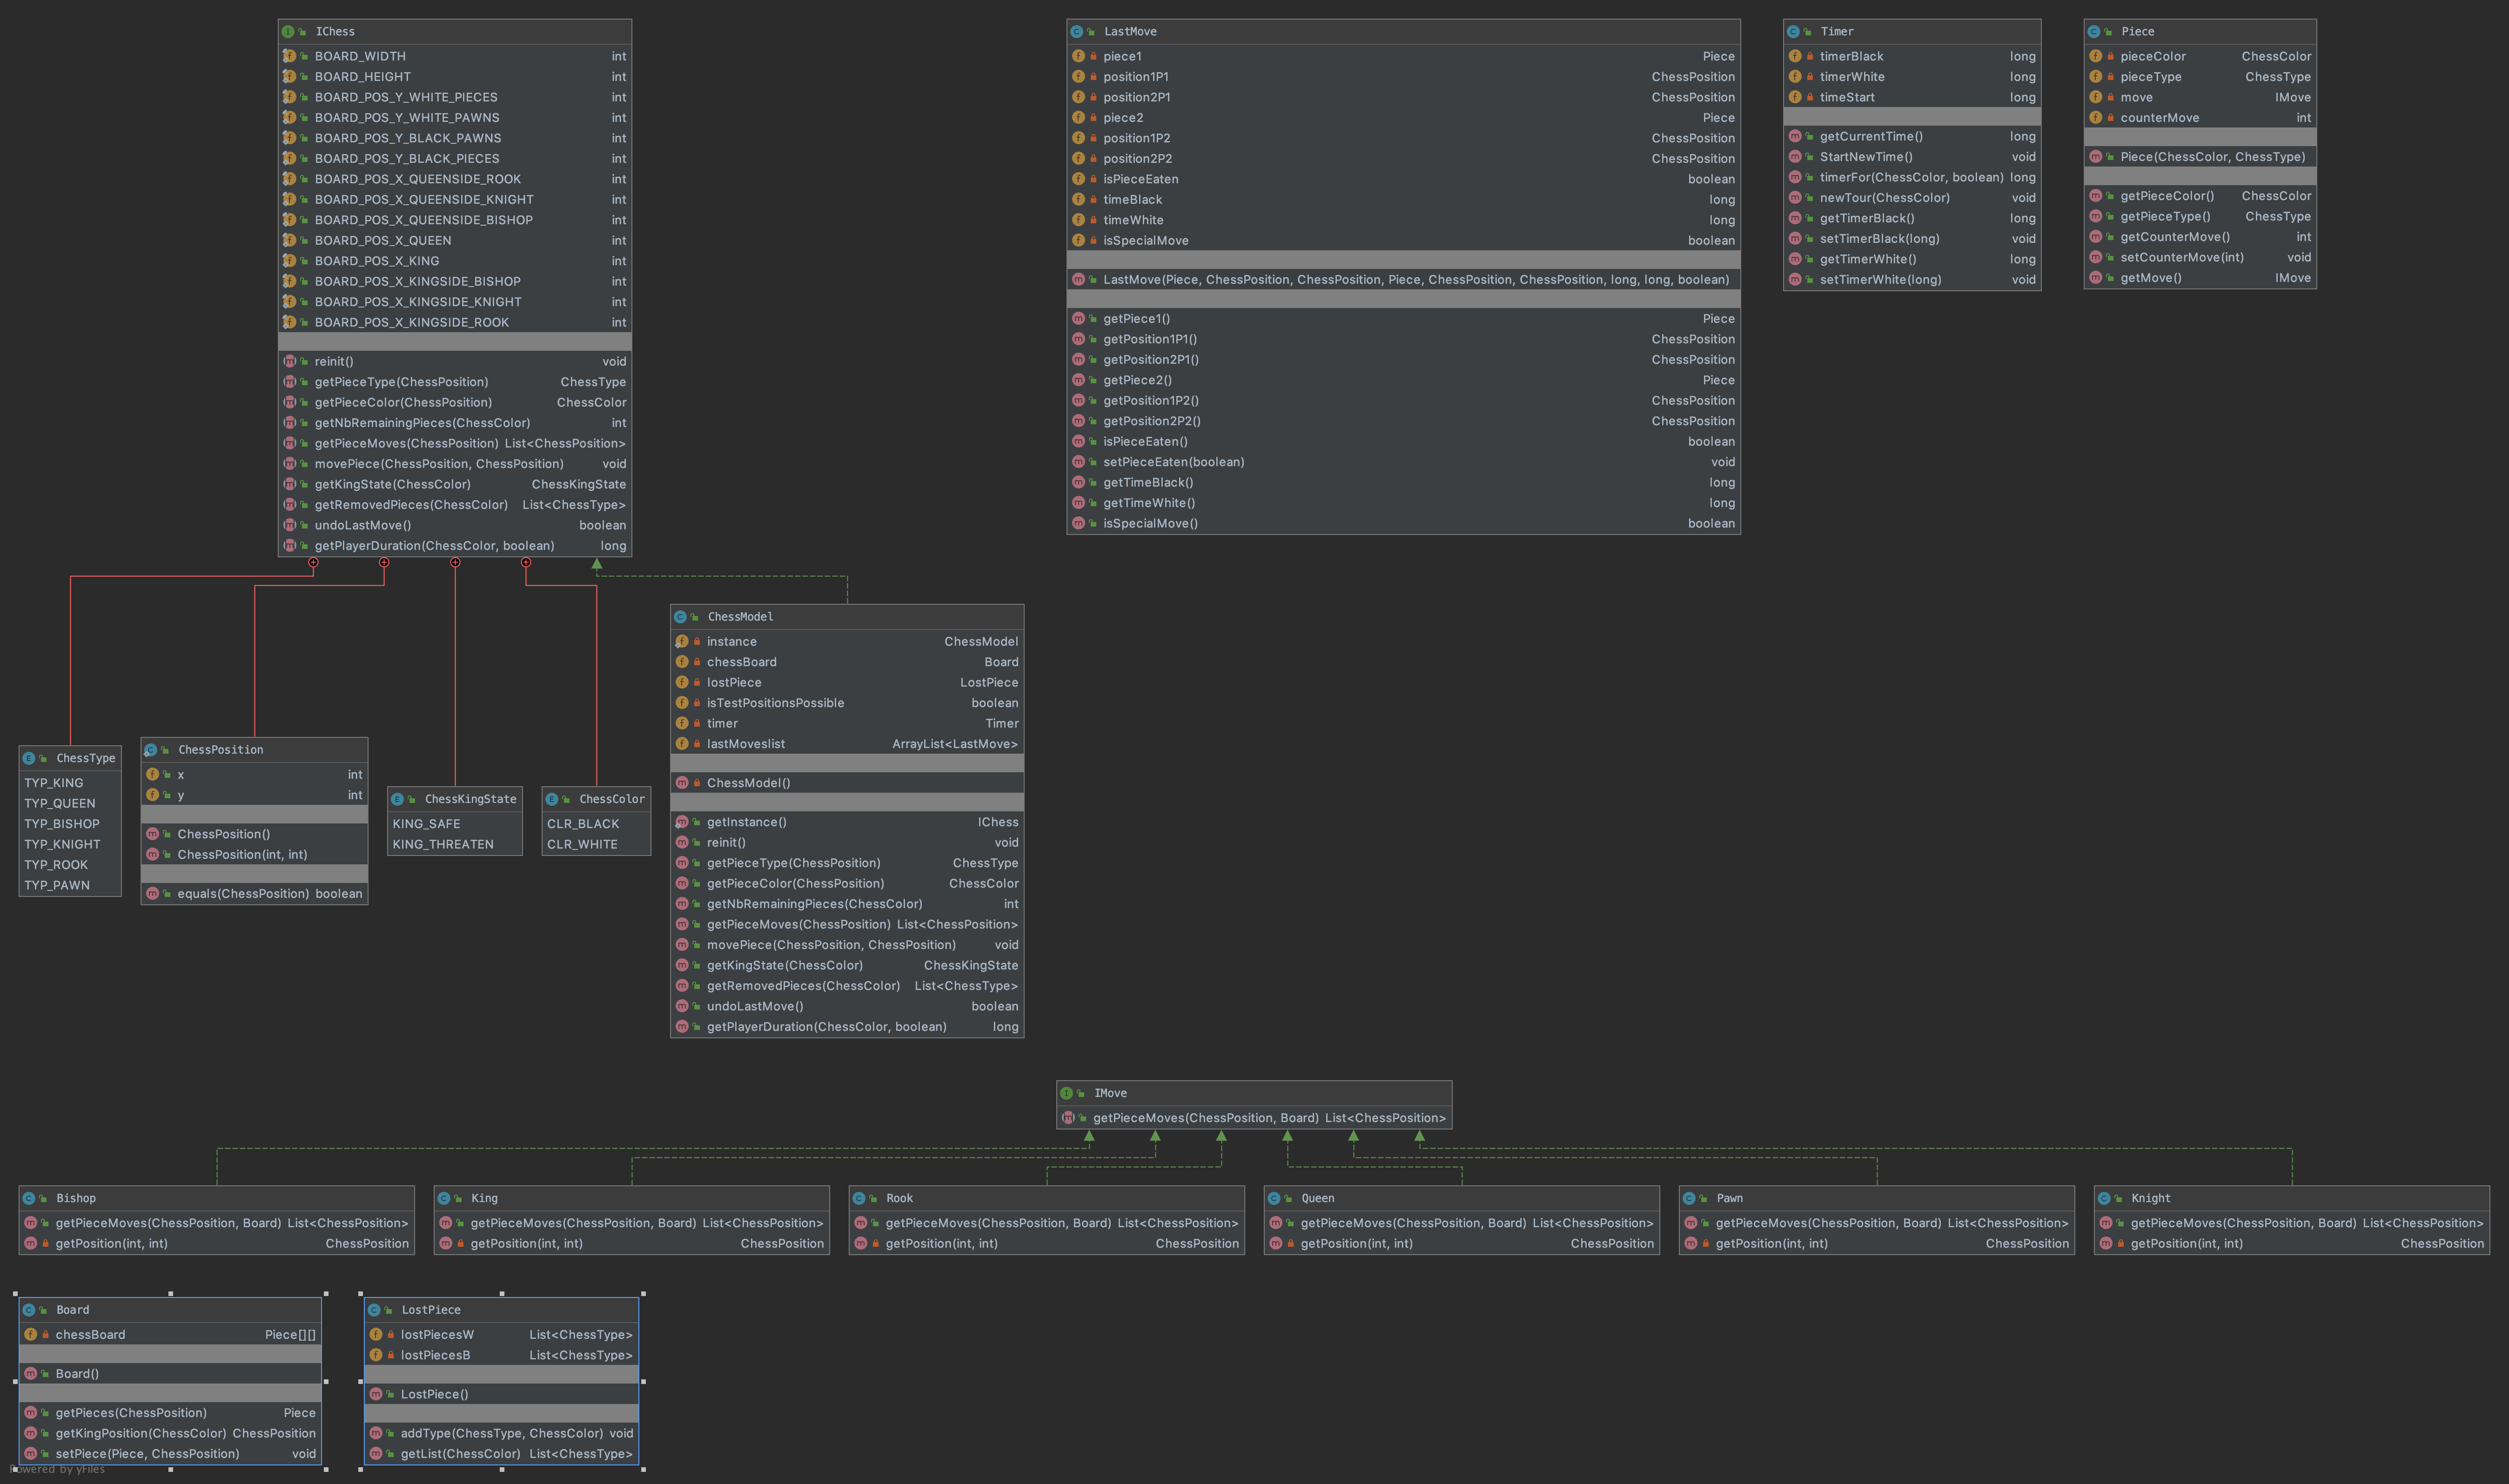 IChess
BOARD_WIDTH int
BOARD_HEIGHT int
BOARD_POS_Y_WHITE_PIECES int
BOARD_POS_Y_WHITE_PAWNS int
BOARD_POS_Y_BLACK_PAWNS int
BOARD_POS_Y_BLACK_PIECES int
BOARD_POS_X_QUEENSIDE_ROOK int
BOARD_POS_X_QUEENSIDE_KNIGHT int
BOARD_POS_X_QUEENSIDE_BISHOP int
BOARD_POS_X_QUEEN int
BOARD_POS_X_KING int
BOARD_POS_X_KINGSIDE_BISHOP int
BOARD_POS_X_KINGSIDE_KNIGHT int
BOARD_POS_X_KINGSIDE_ROOK int
reinit() void
getPieceType(ChessPosition) ChessType
getPieceColor(ChessPosition) ChessColor
getNbRemainingPieces(ChessColor) int
getPieceMoves(ChessPosition) List<ChessPosition>
movePiece(ChessPosition, ChessPosition) void
getKingState(ChessColor) ChessKingState
getRemovedPieces(ChessColor) List<ChessType>
undoLastMove() boolean
getPlayerDuration(ChessColor, boolean) long
LastMove
piece1 Piece
position1P1 ChessPosition
position2P1 ChessPosition
piece2 Piece
position1P2 ChessPosition
position2P2 ChessPosition
isPieceEaten boolean
timeBlack long
timeWhite long
isSpecialMove boolean
LastMove(Piece, ChessPosition, ChessPosition, Piece, ChessPosition, ChessPosition, long, long, boolean)
getPiece1() Piece
getPosition1P1() ChessPosition
getPosition2P1() ChessPosition
getPiece2() Piece
getPosition1P2() ChessPosition
getPosition2P2() ChessPosition
isPieceEaten() boolean
setPieceEaten(boolean) void
getTimeBlack() long
getTimeWhite() long
isSpecialMove() boolean
Timer
timerBlack long
timerWhite long
timeStart long
getCurrentTime() long
StartNewTime() void
timerFor(ChessColor, boolean) long
newTour(ChessColor) void
getTimerBlack() long
setTimerBlack(long) void
getTimerWhite() long
setTimerWhite(long) void
Piece
pieceColor ChessColor
pieceType ChessType
move IMove
counterMove int
Piece(ChessColor, ChessType)
getPieceColor() ChessColor
getPieceType() ChessType
getCounterMove() int
setCounterMove(int) void
getMove() IMove
ChessType
TYP_KING
TYP_QUEEN
TYP_BISHOP
TYP_KNIGHT
TYP_ROOK
TYP_PAWN
ChessPosition
x int
y int
ChessPosition()
ChessPosition(int, int)
equals(ChessPosition) boolean
ChessKingState
KING_SAFE
KING_THREATEN
ChessColor
CLR_BLACK
CLR_WHITE
ChessModel
instance ChessModel
chessBoard Board
lostPiece LostPiece
isTestPositionsPossible boolean
timer Timer
lastMoveslist ArrayList<LastMove>
ChessModel()
getInstance() IChess
reinit() void
getPieceType(ChessPosition) ChessType
getPieceColor(ChessPosition) ChessColor
getNbRemainingPieces(ChessColor) int
getPieceMoves(ChessPosition) List<ChessPosition>
movePiece(ChessPosition, ChessPosition) void
getKingState(ChessColor) ChessKingState
getRemovedPieces(ChessColor) List<ChessType>
undoLastMove() boolean
getPlayerDuration(ChessColor, boolean) long
IMove
getPieceMoves(ChessPosition, Board) List<ChessPosition>
Bishop
getPieceMoves(ChessPosition, Board) List<ChessPosition>
getPosition(int, int) ChessPosition
King
getPieceMoves(ChessPosition, Board) List<ChessPosition>
getPosition(int, int) ChessPosition
Rook
getPieceMoves(ChessPosition, Board) List<ChessPosition>
getPosition(int, int) ChessPosition
Queen
getPieceMoves(ChessPosition, Board) List<ChessPosition>
getPosition(int, int) ChessPosition
Pawn
getPieceMoves(ChessPosition, Board) List<ChessPosition>
getPosition(int, int) ChessPosition
Knight
getPieceMoves(ChessPosition, Board) List<ChessPosition>
getPosition(int, int) ChessPosition
Board
chessBoard Piece[][]
Board()
getPieces(ChessPosition) Piece
getKingPosition(ChessColor) ChessPosition
setPiece(Piece, ChessPosition) void
LostPiece
lostPiecesW List<ChessType>
lostPiecesB List<ChessType>
LostPiece()
addType(ChessType, ChessColor) void
getList(ChessColor) List<ChessType>
Powered by yFiles